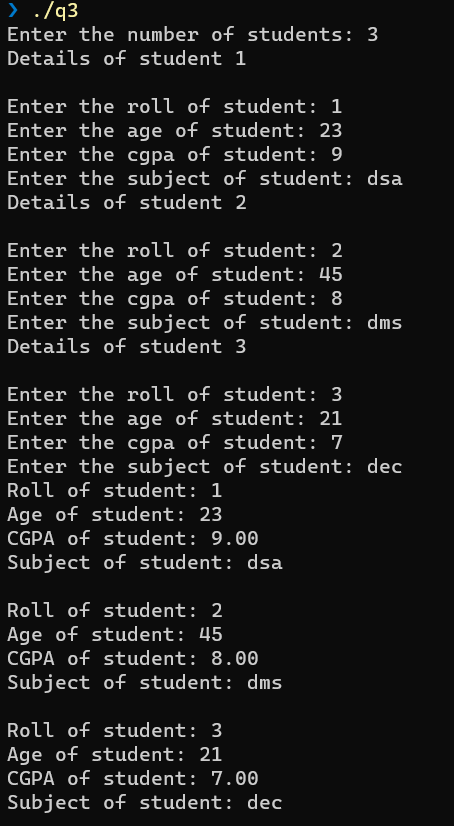 ❯ ./q3
Enter the number of students: 3
Details of student 1
Enter the roll of student: 1
Enter the age of student: 23
Enter the cgpa of student: 9
Enter the subject of student: dsa
Details of student 2
Enter the roll of student: 2
Enter the age of student: 45
Enter the cgpa of student: 8
Enter the subject of student: dms
Details of student 3
Enter the roll of student: 3
Enter the age of student: 21
Enter the cgpa of student: 7
Enter the subject of student: dec
Roll of student: 1
Age of student: 23
CGPA of student: 9.00
Subject of student: dsa
Roll of student: 2
Age of student: 45
CGPA of student: 8.00
Subject of student: dms
Roll of student: 3
Age of student: 21
CGPA of student: 7.00
Subject of student: dec